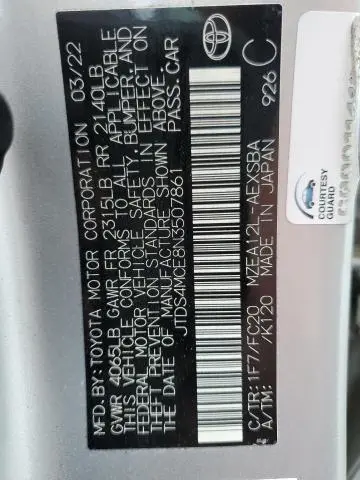 MFD.BY:TOYOTA MOTOR CORPORATION 03/22
GVWR 4065LB GAWR FR 2315LB RR 2140LB
THIS VEHICLE CONFORMS TO ALL APPLICABLE
FEDERAL MOTOR VEHICLE SAFETY, BUMPER, AND
THEFT PREVENTION STANDARDS IN EFFECT ON
THE DATE OF MANUFACTURE SHOWN ABOVE.
JTDS4MCE8N3507861 PASS.CAR
C/TR:1F7/FC20 MZEA12L-AEXSBA
A/TM: /K120 MADE IN JAPAN 926
C
COURTESY
GUARD